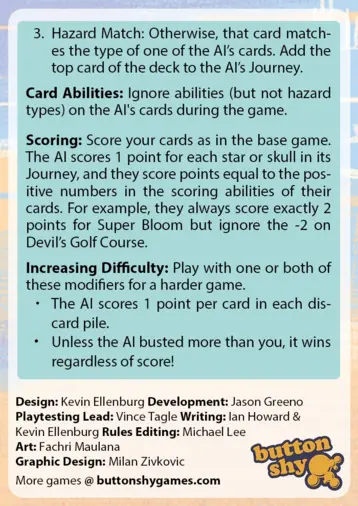 3. Hazard Match: Otherwise, that card match-
es the type of one of the AI's cards. Add the
top card of the deck to the AI's Journey.
Card Abilities: Ignore abilities (but not hazard
types) on the AI's cards during the game.
Scoring: Score your cards as in the base game.
The AI scores 1 point for each star or skull in its
Journey, and they score points equal to the pos-
itive numbers in the scoring abilities of their
cards. For example, they always score exactly 2
points for Super Bloom but ignore the -2 on
Devil's Golf Course.
Increasing Difficulty: Play with one or both of
these modifiers for a harder game.
• The AI scores 1 point per card in each dis-
card pile.
• Unless the AI busted more than you, it wins
regardless of score!
Design: Kevin Ellenburg Development: Jason Greeno
Playtesting Lead: Vince Tagle Writing: Ian Howard &
Kevin Ellenburg Rules Editing: Michael Lee
Art: Fachri Maulana
Graphic Design: Milan Zivkovic
More games @ buttonshygames.com
button
shy